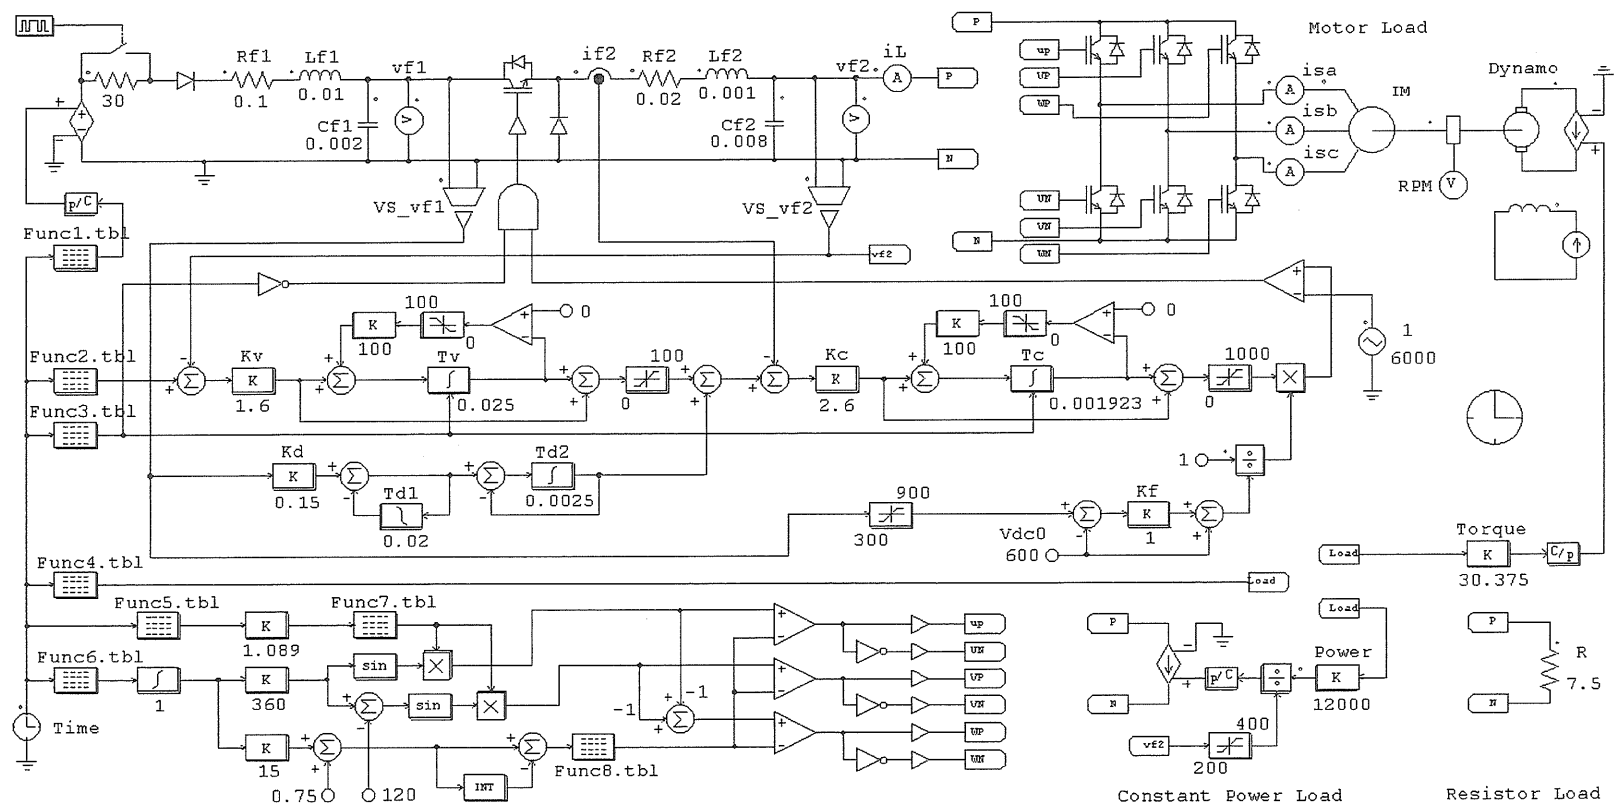 P
Motor Load
up
UP
WP
isa
isb
isc
A
A
A
IM
Dynamo
RPM
V
UN
VN
WN
N
Rf1
Lf1
vf1
if2
Rf2
Lf2
vf2
iL
A
P
30
0.1
0.01
0.02
0.001
Cf1
0.002
V
Cf2
0.008
V
N
p/C
VS_vf1
VS_vf2
vf2
Func1.tbl
100
0
K
100
0
100
0
K
100
0
1
6000
Func2.tbl
Kv
K
1.6
Tv
0.025
100
0
Kc
K
2.6
Tc
0.001923
1000
0
Func3.tbl
Kd
K
0.15
Td1
0.02
Td2
0.0025
1
900
300
Vdc0
600
Kf
K
1
Torque
Load
K
C/p
30.375
Func4.tbl
Load
Func5.tbl
K
1.089
Func7.tbl
Func6.tbl
1
K
360
sin
sin
-1
-1
Time
K
15
0.75
120
INT
Func8.tbl
up
UN
VP
VN
WP
WN
P
N
p/C
Load
Power
K
12000
vf2
400
200
Constant Power Load
P
R
7.5
N
Resistor Load